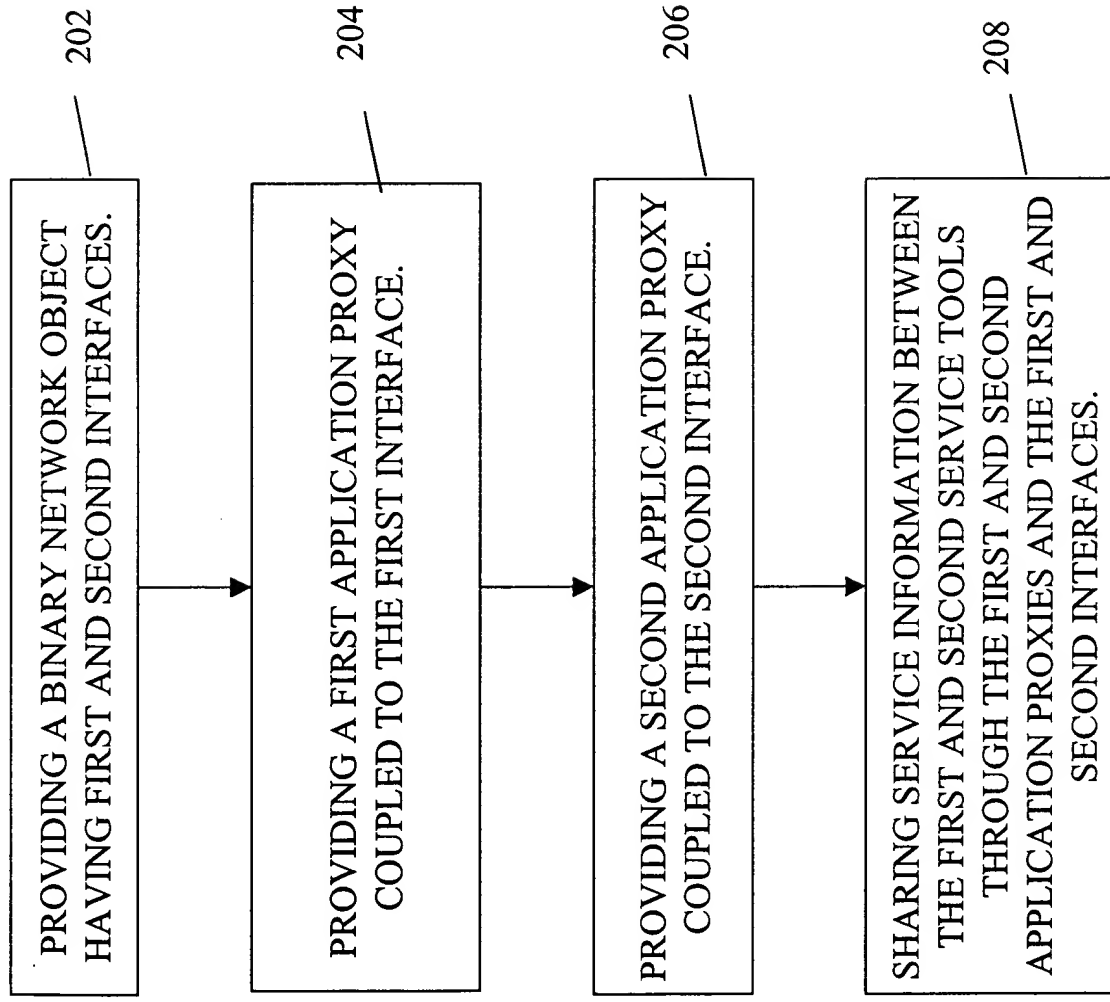 PROVIDING A BINARY NETWORK OBJECT
HAVING FIRST AND SECOND INTERFACES.
202
PROVIDING A FIRST APPLICATION PROXY
COUPLED TO THE FIRST INTERFACE.
204
PROVIDING A SECOND APPLICATION PROXY
COUPLED TO THE SECOND INTERFACE.
206
SHARING SERVICE INFORMATION BETWEEN
THE FIRST AND SECOND SERVICE TOOLS
THROUGH THE FIRST AND SECOND
APPLICATION PROXIES AND THE FIRST AND
SECOND INTERFACES.
208